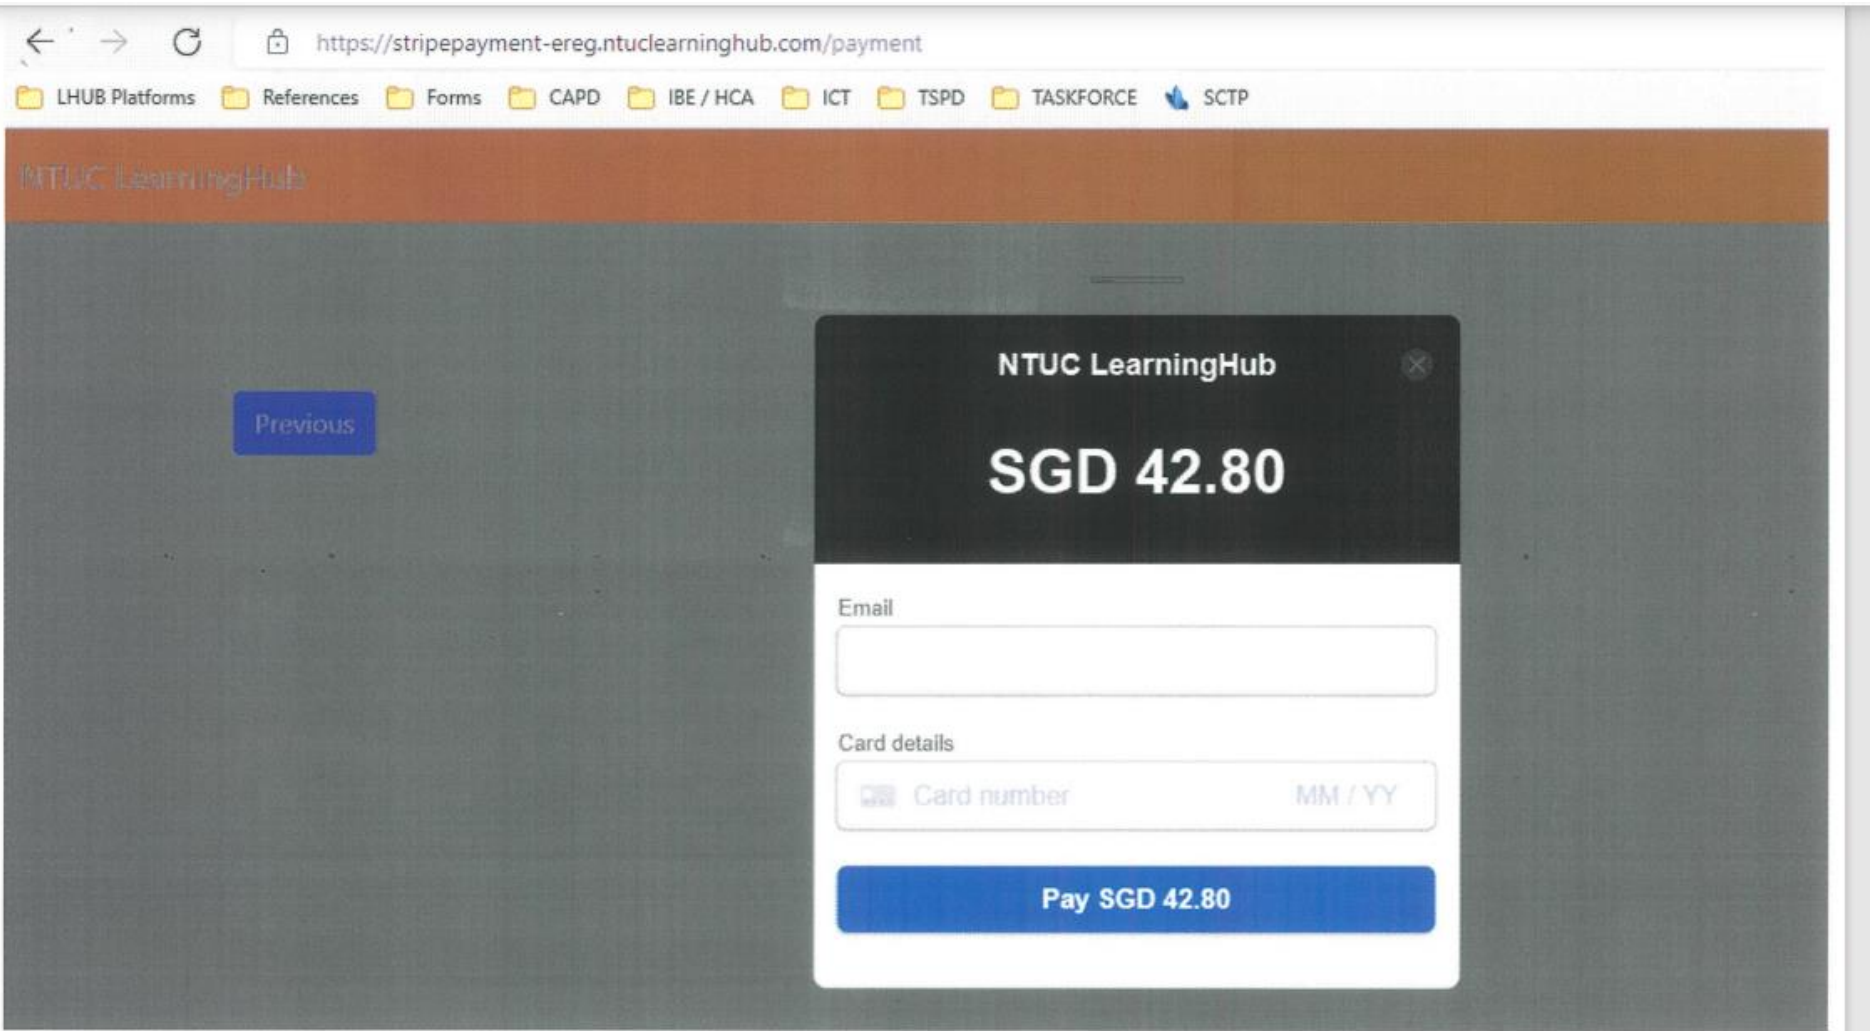 https://stripepayment-ereg.ntuclearninghub.com/payment
LHUB Platforms References Forms CAPD IBE / HCA ICT TSPD TASKFORCE SCTP
NTUC LearningHub
NTUC LearningHub
Previous
SGD 42.80
Email
Card details
Card number MM / YY
Pay SGD 42.80